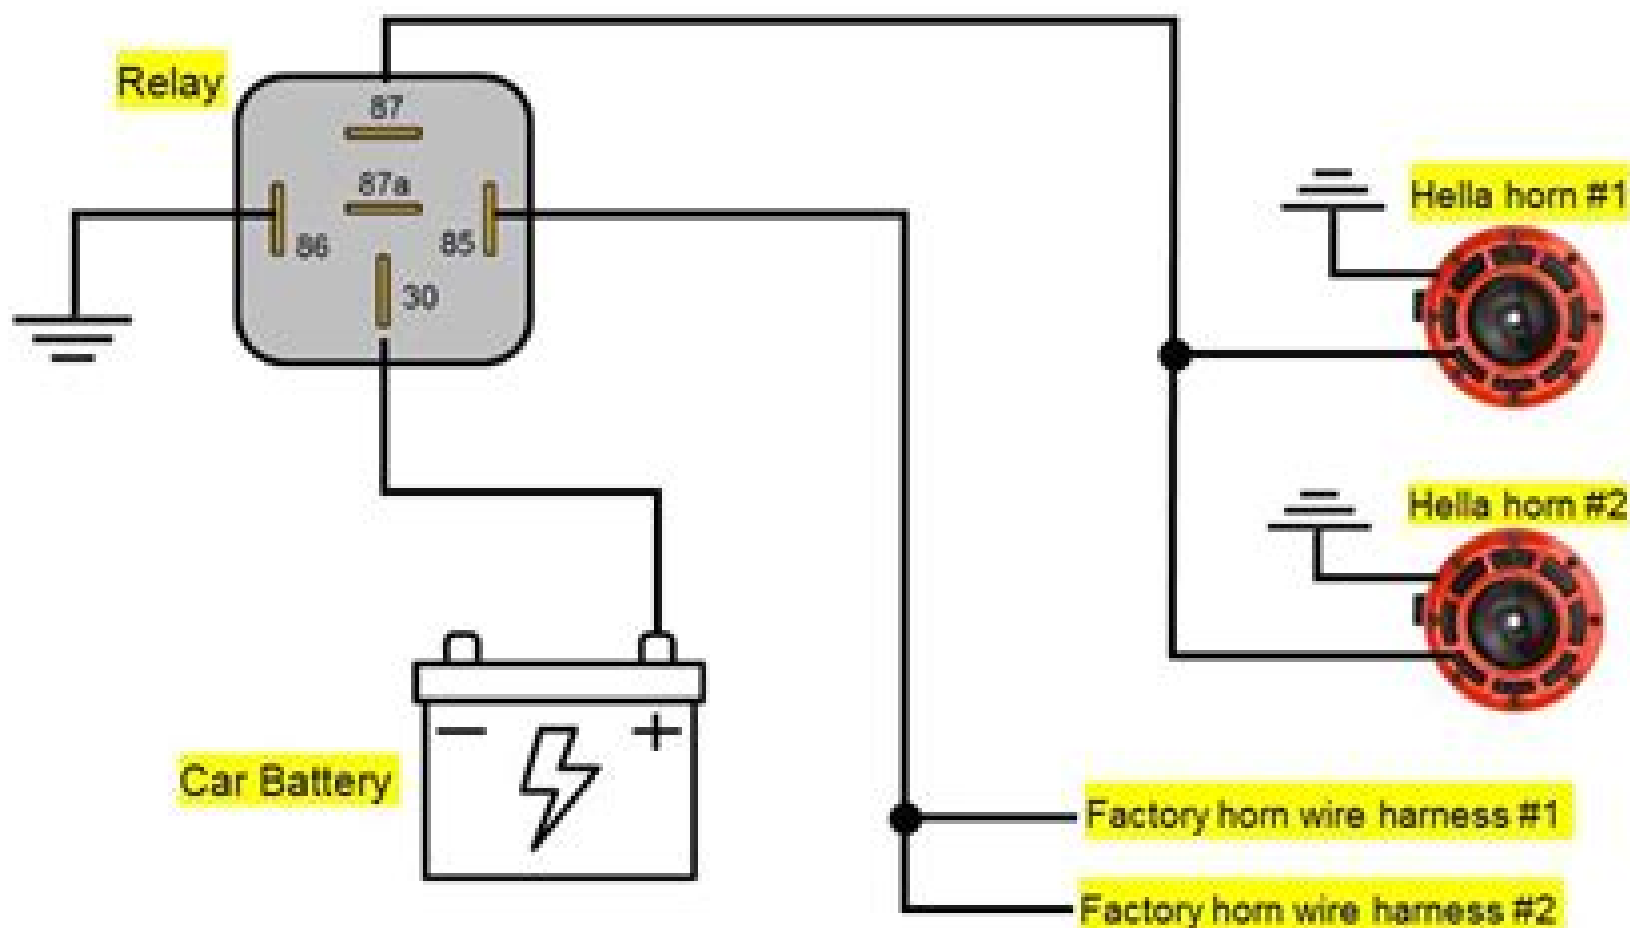 Relay
87
87a
86
85
30
Hella horn #1
Hella horn #2
Car Battery
− +
Factory horn wire harness #1
Factory horn wire harness #2